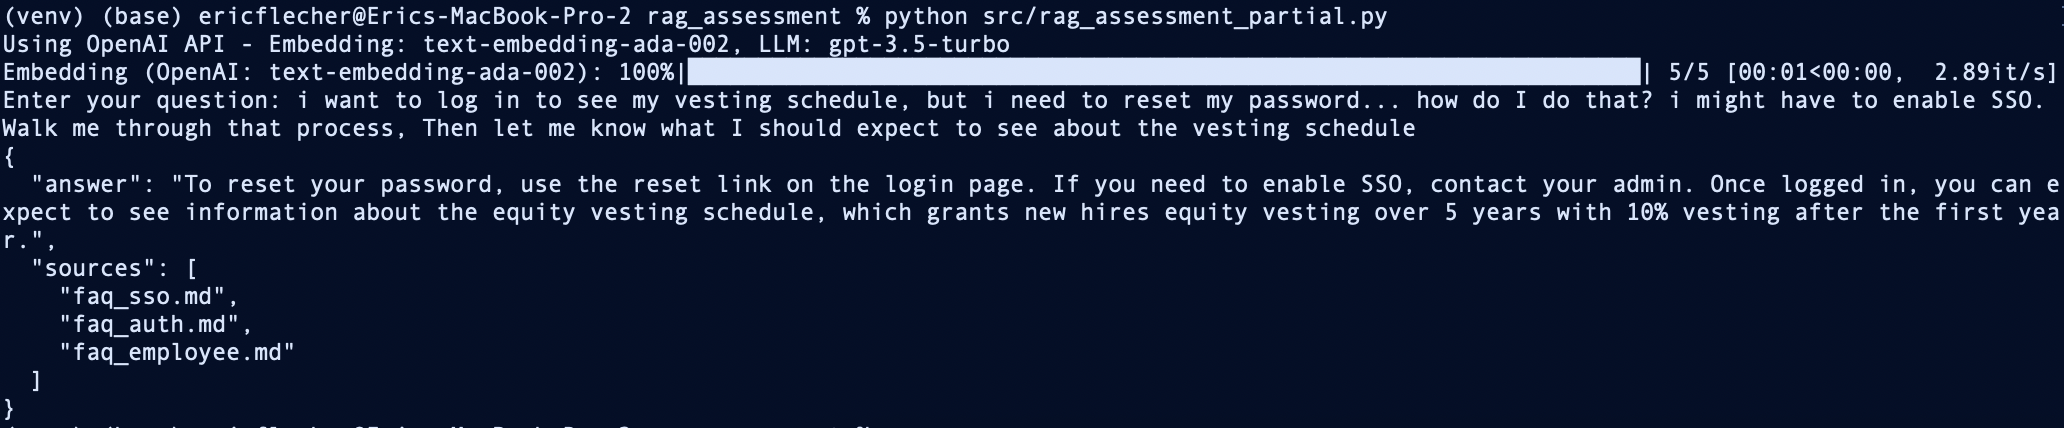 (venv) (base) ericflecher@Erics-MacBook-Pro-2 rag_assessment % python src/rag_assessment_partial.py
Using OpenAI API - Embedding: text-embedding-ada-002, LLM: gpt-3.5-turbo
Embedding (OpenAI: text-embedding-ada-002): 100%|██████████| 5/5 [00:01<00:00,  2.89it/s]
Enter your question: i want to log in to see my vesting schedule, but i need to reset my password... how do I do that? i might have to enable SSO.
Walk me through that process, Then let me know what I should expect to see about the vesting schedule
{
  "answer": "To reset your password, use the reset link on the login page. If you need to enable SSO, contact your admin. Once logged in, you can e
xpect to see information about the equity vesting schedule, which grants new hires equity vesting over 5 years with 10% vesting after the first yea
r.",
  "sources": [
    "faq_sso.md",
    "faq_auth.md",
    "faq_employee.md"
  ]
}